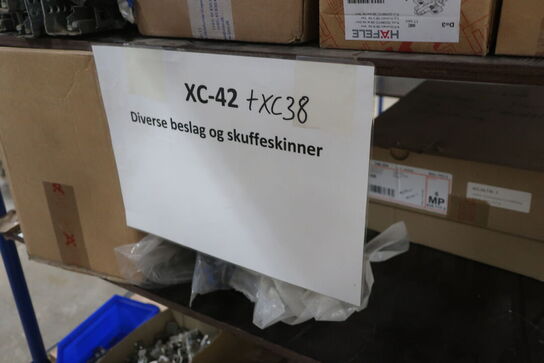 HÄFELE
XC-42 +XC38
Diverse beslag og skuffeskinner
MP